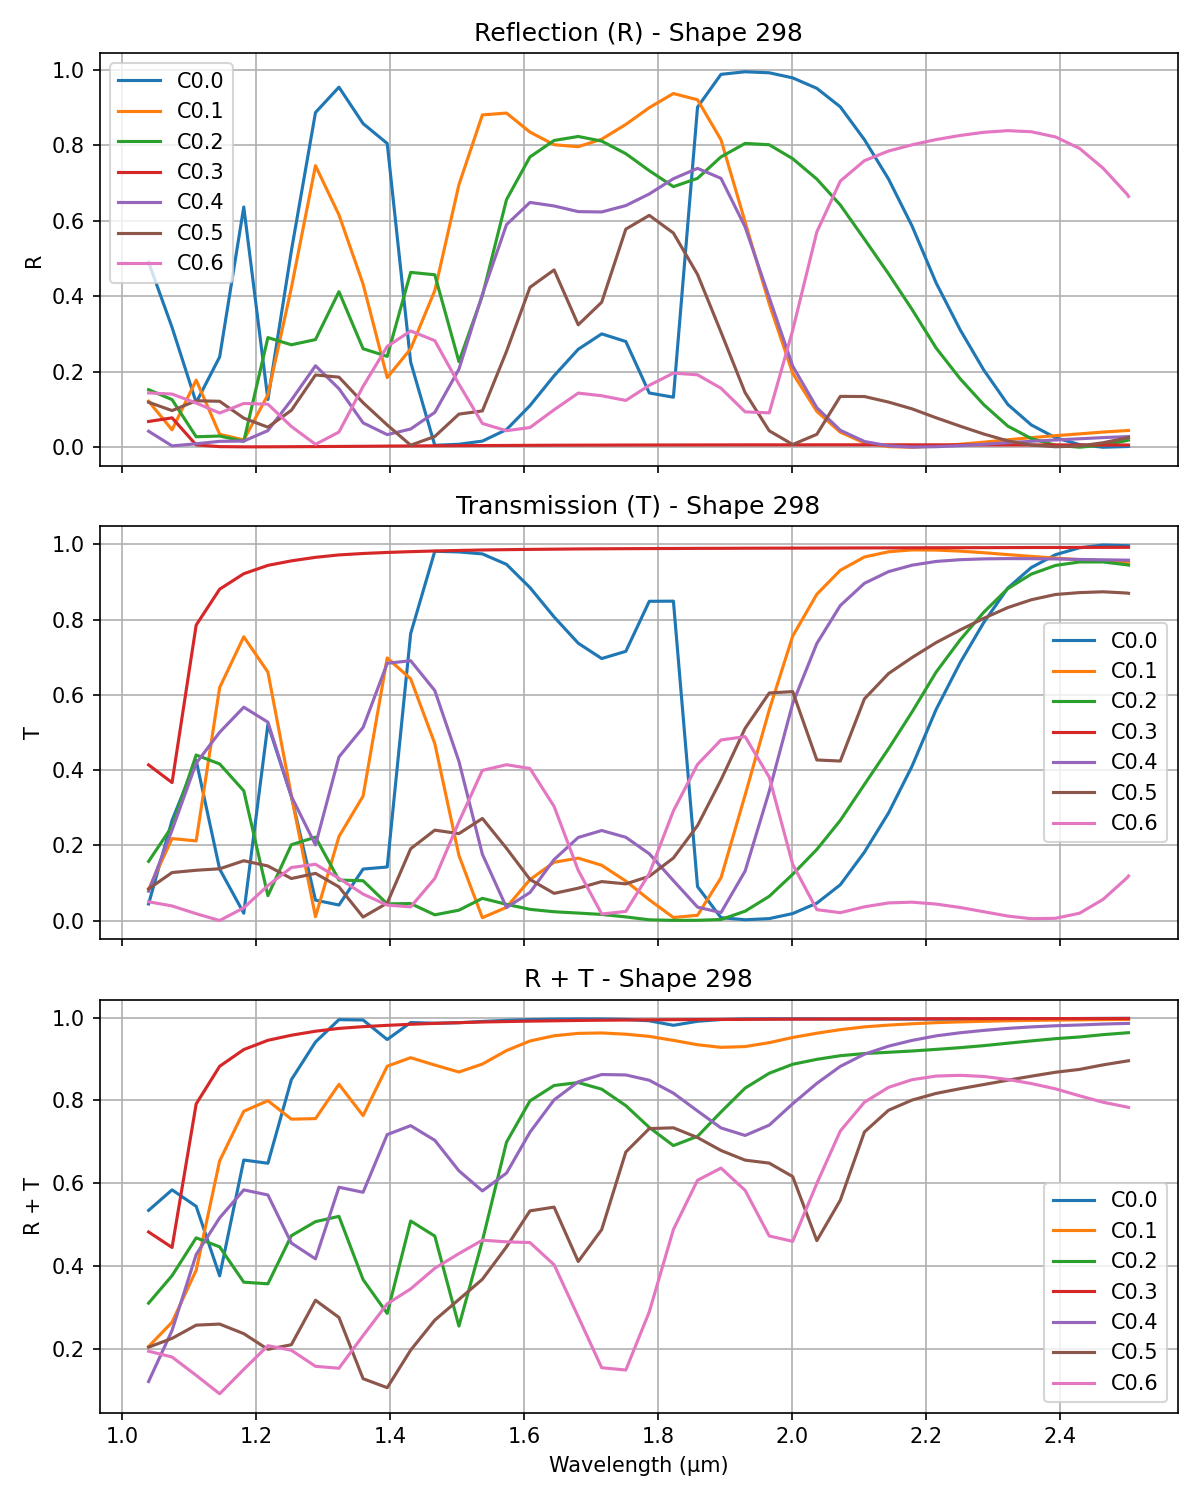 Reflection (R) - Shape 298
1.0
0.8
0.6
0.4
0.2
0.0
R
C0.0
C0.1
C0.2
C0.3
C0.4
C0.5
C0.6
Transmission (T) - Shape 298
1.0
0.8
0.6
0.4
0.2
0.0
T
C0.0
C0.1
C0.2
C0.3
C0.4
C0.5
C0.6
R + T - Shape 298
1.0
0.8
0.6
0.4
0.2
R + T
C0.0
C0.1
C0.2
C0.3
C0.4
C0.5
C0.6
1.0 1.2 1.4 1.6 1.8 2.0 2.2 2.4
Wavelength (µm)